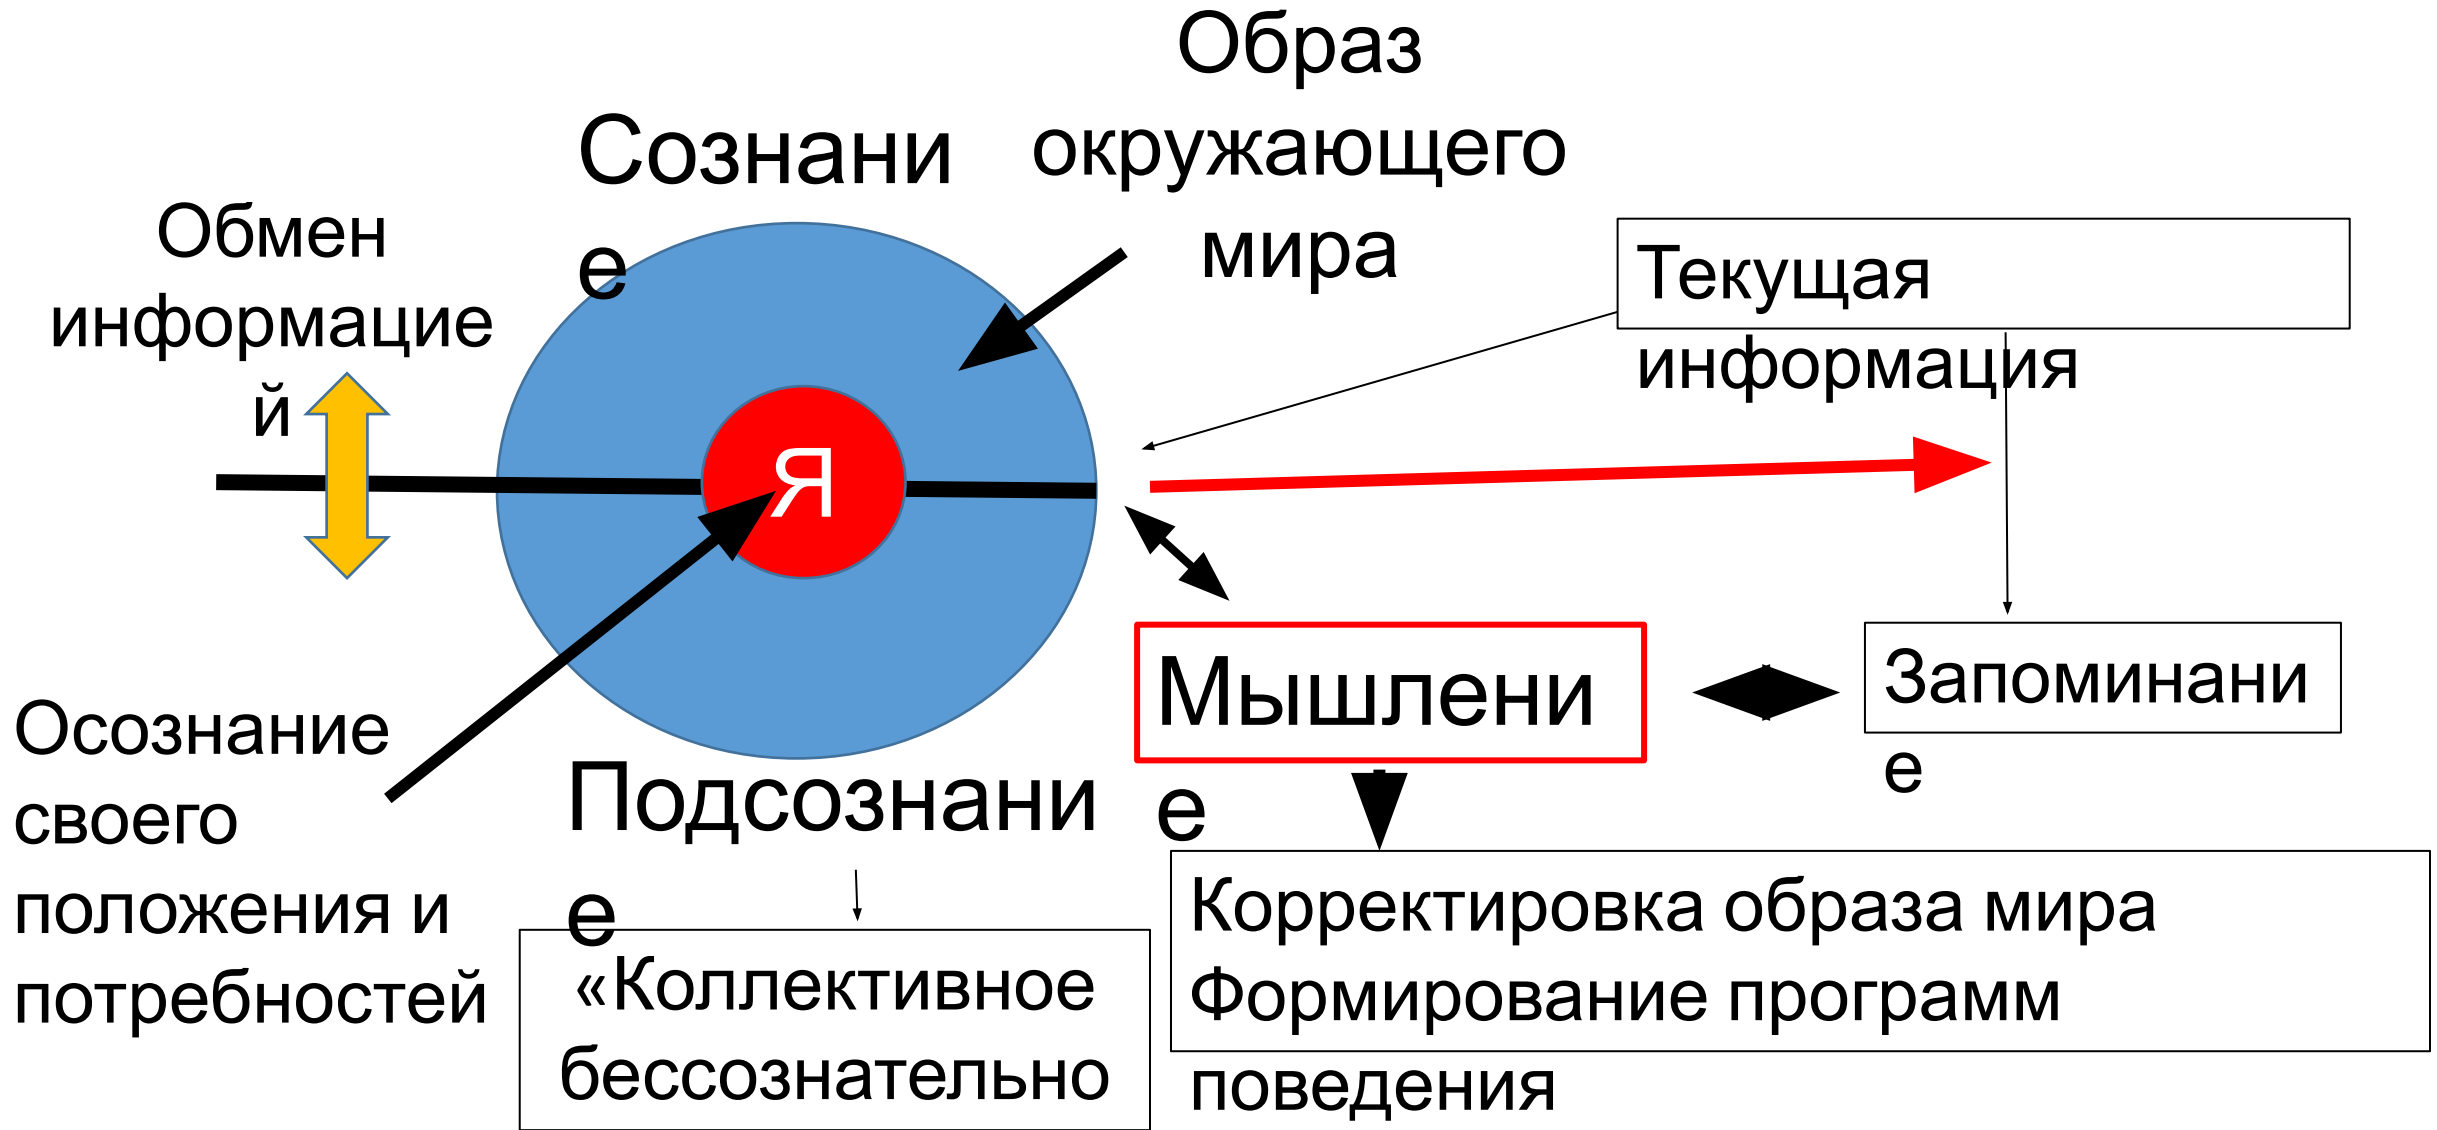 Образ
окружающего
мира
Сознани
е
Обмен
информацие
й
Текущая
информация
Я
Осознание
своего
положения и
потребностей
Подсознани
е
«Коллективное
бессознательно
Мышлени
е
Запоминани
е
Корректировка образа мира
Формирование программ
поведения